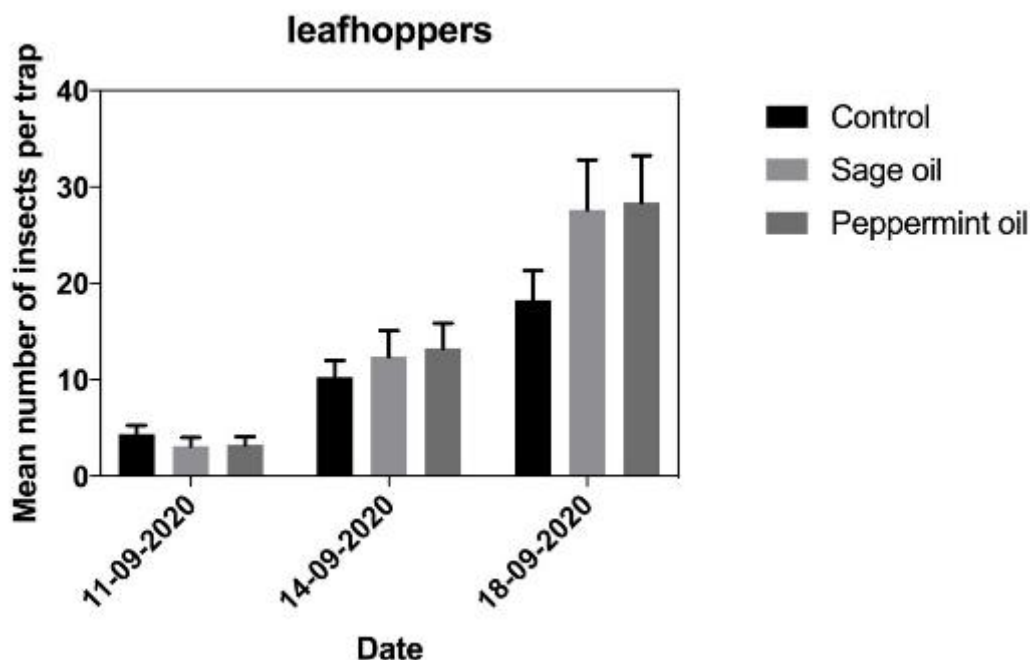 leafhoppers
Mean number of insects per trap
40
30
20
10
0
11-09-2020
14-09-2020
18-09-2020
Date
Control
Sage oil
Peppermint oil